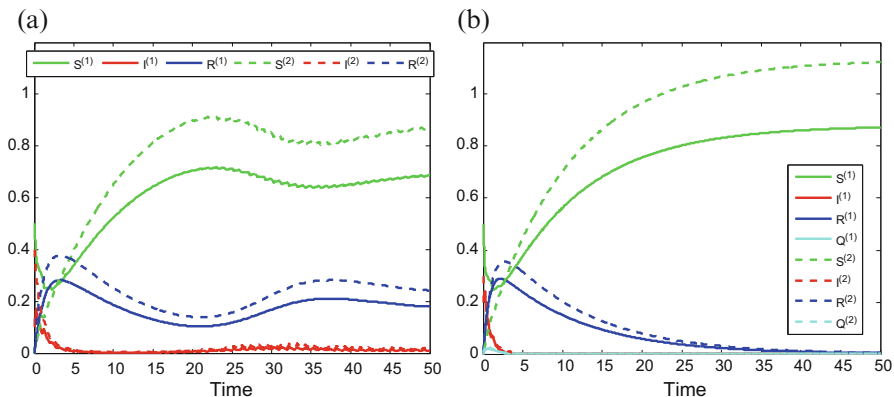 (a)
(b)
S(1) I(1) R(1) S(2) I(2) R(2)
1
0.8
0.6
0.4
0.2
0
0 5 10 15 20 25 30 35 40 45 50
Time
1
0.8
0.6
0.4
0.2
0
0 5 10 15 20 25 30 35 40 45 50
Time
S(1)
I(1)
R(1)
Q(1)
S(2)
I(2)
R(2)
Q(2)